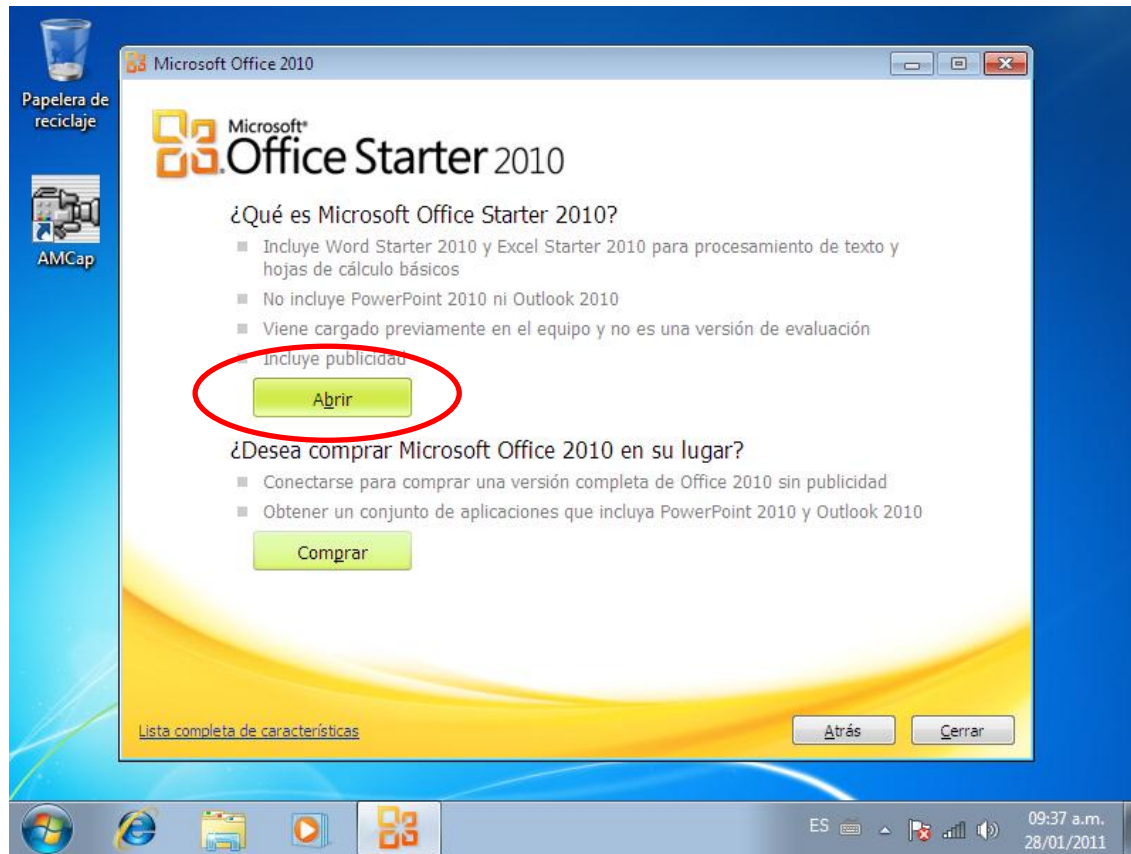 Papelera de
reciclaje
AMCap
Microsoft Office 2010
Microsoft®
Office Starter 2010
¿Qué es Microsoft Office Starter 2010?
Incluye Word Starter 2010 y Excel Starter 2010 para procesamiento de texto y
hojas de cálculo básicos
No incluye PowerPoint 2010 ni Outlook 2010
Viene cargado previamente en el equipo y no es una versión de evaluación
Incluye publicidad
Abrir
¿Desea comprar Microsoft Office 2010 en su lugar?
Conectarse para comprar una versión completa de Office 2010 sin publicidad
Obtener un conjunto de aplicaciones que incluya PowerPoint 2010 y Outlook 2010
Comprar
Lista completa de características
Atrás
Cerrar
ES
09:37 a.m.
28/01/2011